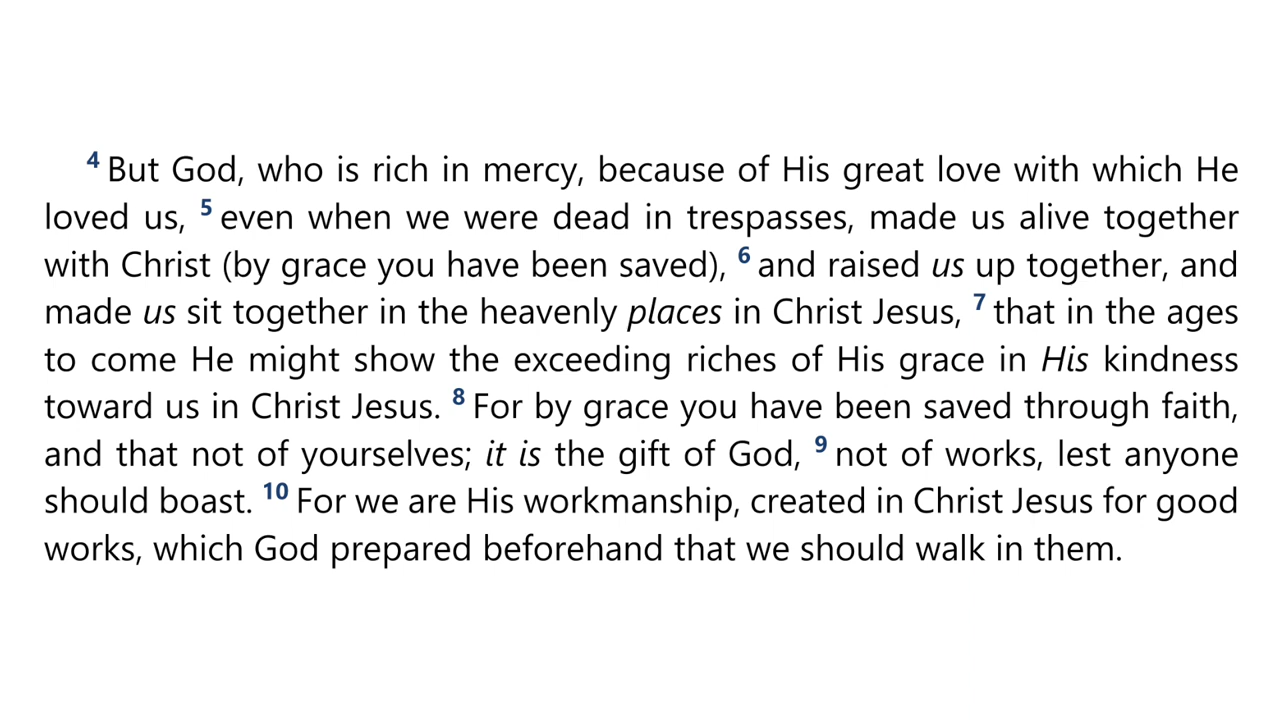 4 But God, who is rich in mercy, because of His great love with which He
loved us, 5 even when we were dead in trespasses, made us alive together
with Christ (by grace you have been saved), 6 and raised us up together, and
made us sit together in the heavenly places in Christ Jesus, 7 that in the ages
to come He might show the exceeding riches of His grace in His kindness
toward us in Christ Jesus. 8 For by grace you have been saved through faith,
and that not of yourselves; it is the gift of God, 9 not of works, lest anyone
should boast. 10 For we are His workmanship, created in Christ Jesus for good
works, which God prepared beforehand that we should walk in them.